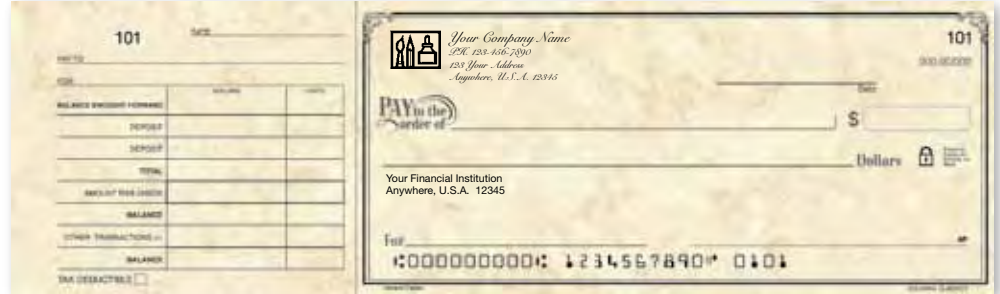 101
DATE
PAY TO
FOR
DOLLARS CENTS
BALANCE BROUGHT FORWARD
DEPOSIT
DEPOSIT
TOTAL
AMOUNT THIS CHECK
BALANCE
OTHER TRANSACTIONS
BALANCE
TAX DEDUCTIBLE
Your Company Name
PH. 123-456-7890
123 Your Address
Anywhere, U.S.A. 12345
101
Date
PAY to the
order of
$
Dollars
Your Financial Institution
Anywhere, U.S.A. 12345
For
⑆000000000⑆ 1234567890⑈ 0101